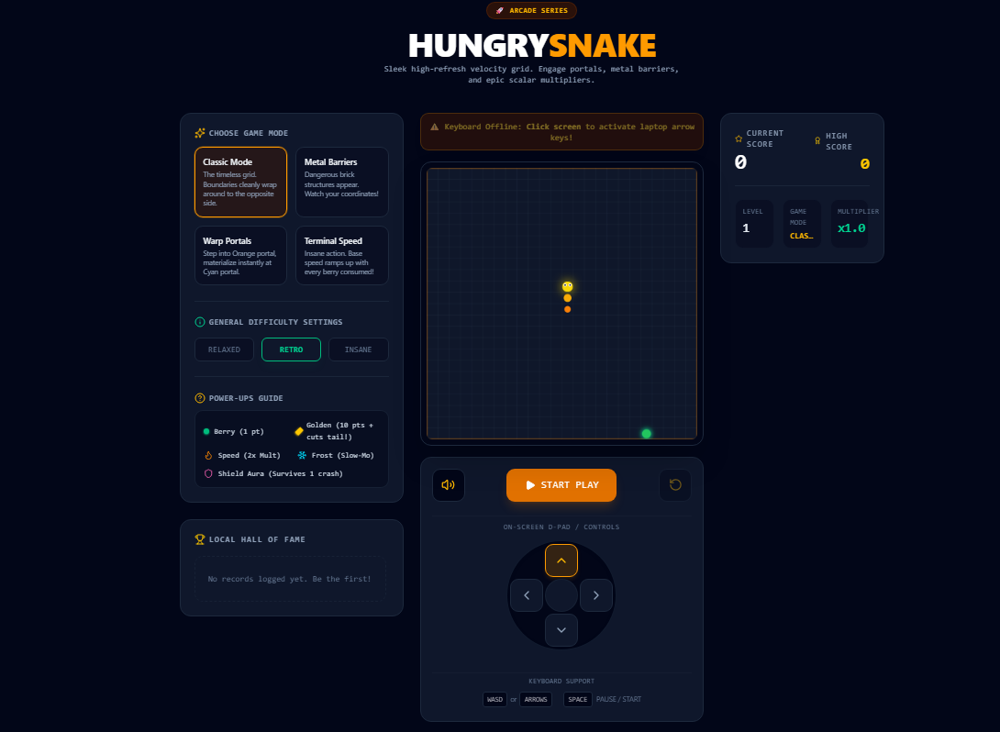 🚀 ARCADE SERIES
HUNGRYSNAKE
Sleek high-refresh velocity grid. Engage portals, metal barriers,
and epic scalar multipliers.
CHOOSE GAME MODE
Classic Mode
The timeless grid.
Boundaries cleanly wrap
around to the opposite
side.
Metal Barriers
Dangerous brick
structures appear.
Watch your coordinates!
Warp Portals
Step into Orange portal,
materialize instantly at
Cyan portal.
Terminal Speed
Insane action. Base
speed ramps up with
every berry consumed!
GENERAL DIFFICULTY SETTINGS
RELAXED
RETRO
INSANE
POWER-UPS GUIDE
Berry (1 pt)
Golden (10 pts +
cuts tail!)
Speed (2x Mult)
Frost (Slow-Mo)
Shield Aura (Survives 1 crash)
LOCAL HALL OF FAME
No records logged yet. Be the first!
⚠ Keyboard Offline: Click screen to activate laptop arrow
keys!
START PLAY
ON-SCREEN D-PAD / CONTROLS
KEYBOARD SUPPORT
WASD or ARROWS SPACE PAUSE / START
CURRENT
SCORE
0
HIGH
SCORE
0
LEVEL
1
GAME
MODE
CLAS…
MULTIPLIER
x1.0